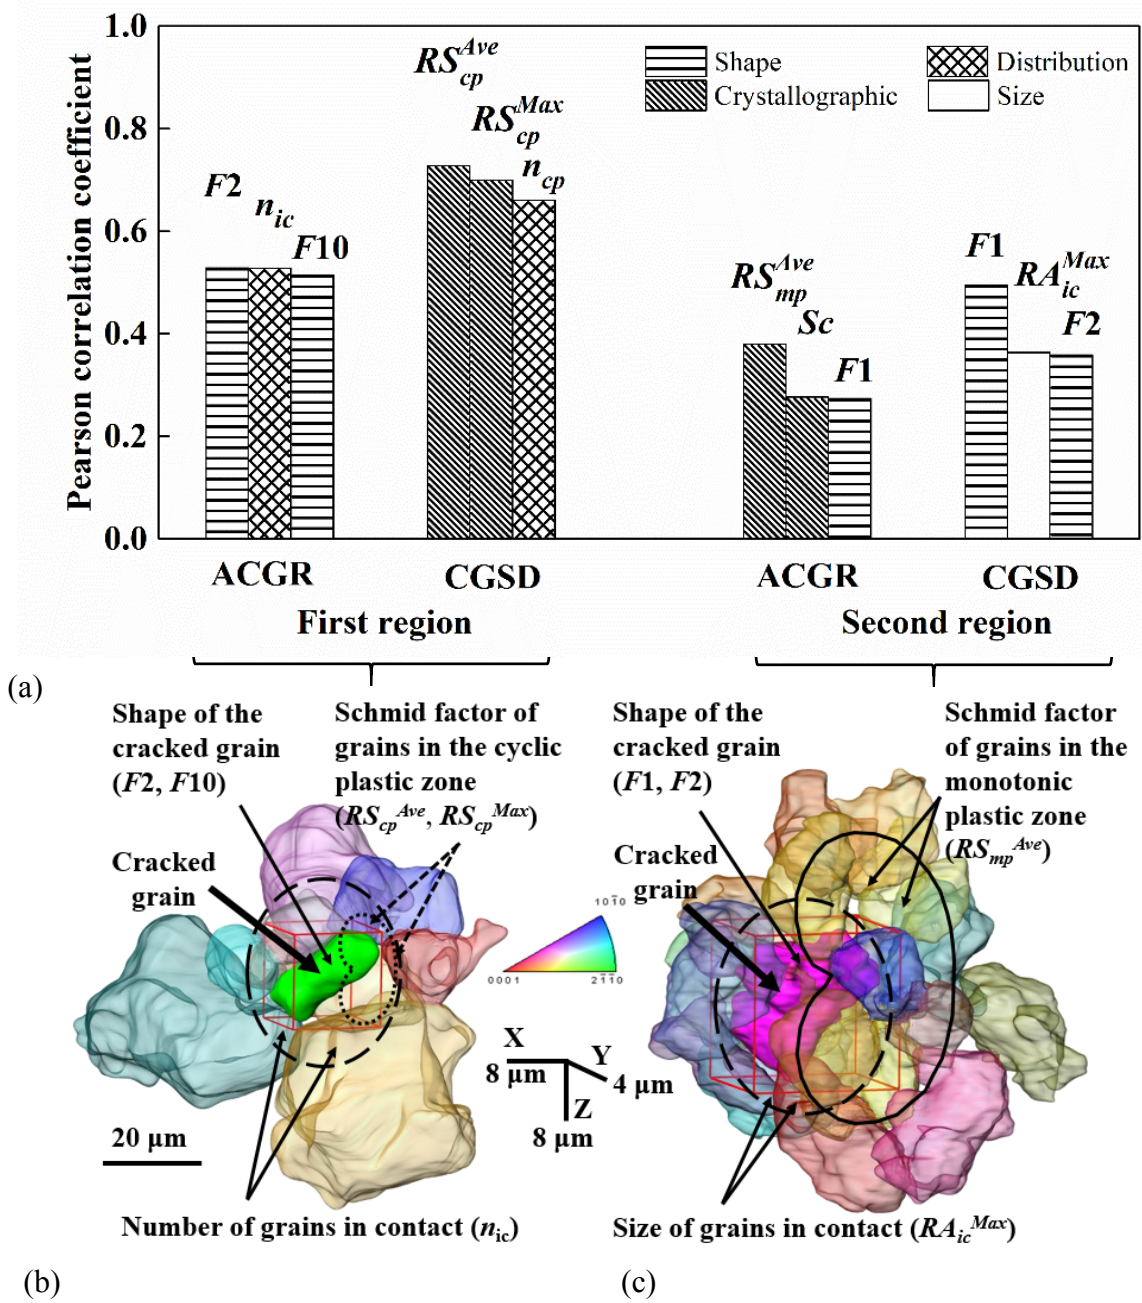 Pearson correlation coefficient
1.0
0.8
0.6
0.4
0.2
0.0
Shape
Distribution
Crystallographic
Size
F2
n_ic
F10
RS_cp^Ave
RS_cp^Max
n_cp
RS_mp^Ave
Sc
F1
F1
RA_ic^Max
F2
ACGR
CGSD
ACGR
CGSD
First region
Second region
(a)
Shape of the
cracked grain
(F2, F10)
Schmid factor of
grains in the cyclic
plastic zone
(RS_cp^Ave, RS_cp^Max)
Cracked
grain
20 μm
Number of grains in contact (n_ic)
(b)
10-10
0001
2-1-10
X
8 μm
Y
4 μm
Z
8 μm
Shape of the
cracked grain
(F1, F2)
Schmid factor
of grains in the
monotonic
plastic zone
(RS_mp^Ave)
Cracked
grain
Size of grains in contact (RA_ic^Max)
(c)